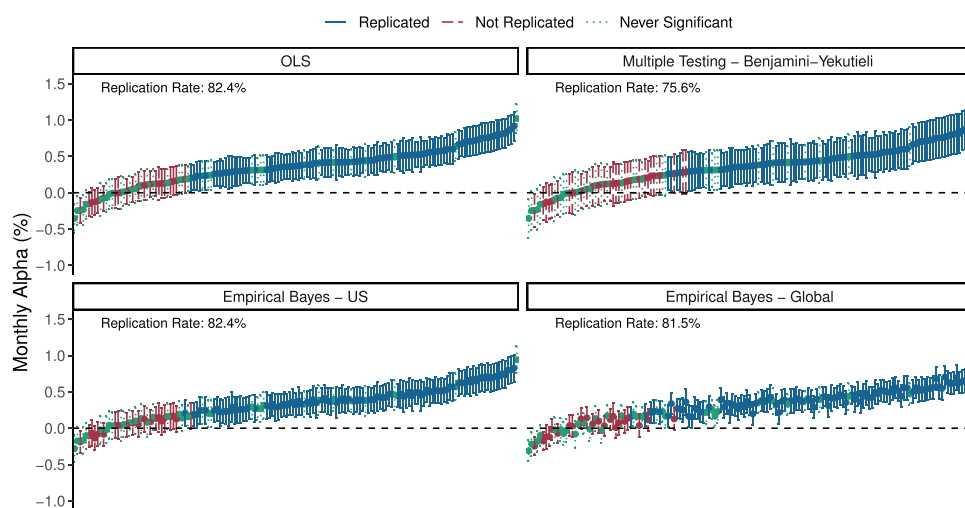 Replicated Not Replicated Never Significant
OLS
Multiple Testing − Benjamini−Yekutieli
Replication Rate: 82.4%
Replication Rate: 75.6%
1.5
1.0
0.5
0.0
−0.5
−1.0
Monthly Alpha (%)
Empirical Bayes − US
Empirical Bayes − Global
Replication Rate: 82.4%
Replication Rate: 81.5%
1.5
1.0
0.5
0.0
−0.5
−1.0